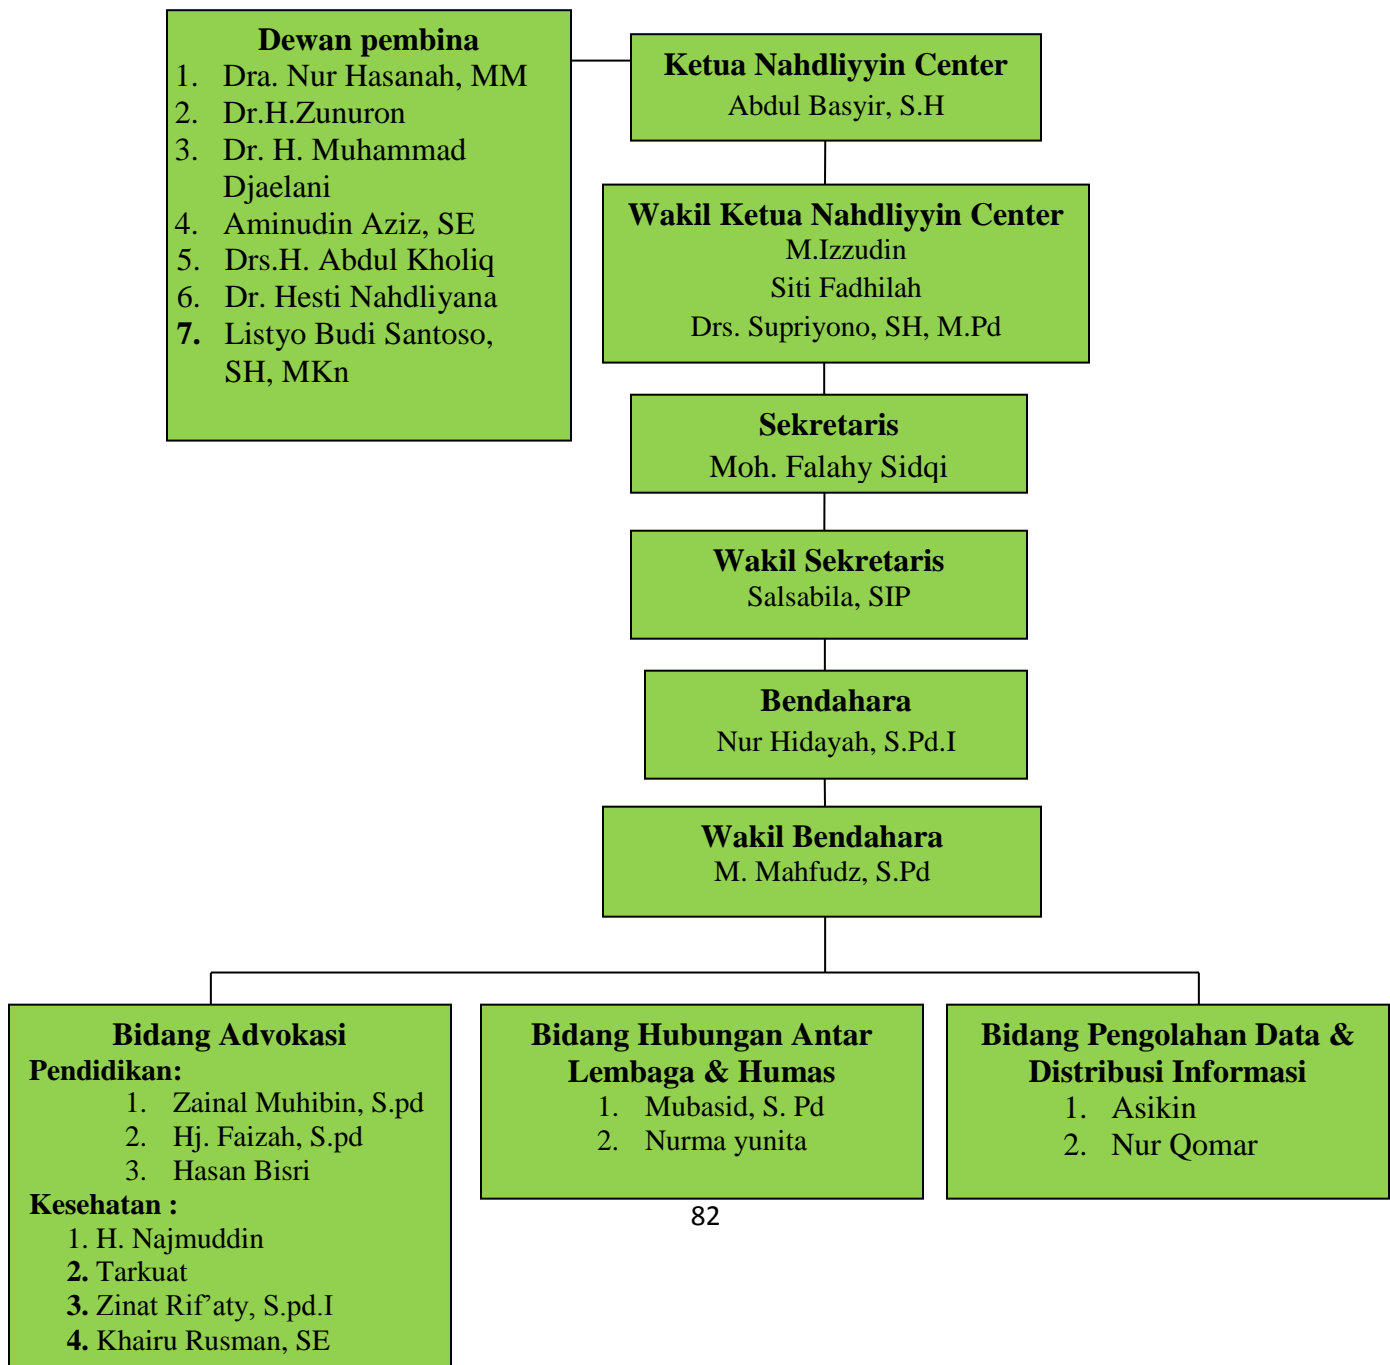 Dewan pembina
1. Dra. Nur Hasanah, MM
2. Dr.H.Zunuron
3. Dr. H. Muhammad
Djaelani
4. Aminudin Aziz, SE
5. Drs.H. Abdul Kholiq
6. Dr. Hesti Nahdliyana
7. Listyo Budi Santoso,
SH, MKn
Ketua Nahdliyyin Center
Abdul Basyir, S.H
Wakil Ketua Nahdliyyin Center
M.Izzudin
Siti Fadhilah
Drs. Supriyono, SH, M.Pd
Sekretaris
Moh. Falahy Sidqi
Wakil Sekretaris
Salsabila, SIP
Bendahara
Nur Hidayah, S.Pd.I
Wakil Bendahara
M. Mahfudz, S.Pd
Bidang Advokasi
Pendidikan:
1. Zainal Muhibin, S.pd
2. Hj. Faizah, S.pd
3. Hasan Bisri
Kesehatan :
1. H. Najmuddin
2. Tarkuat
3. Zinat Rif’aty, S.pd.I
4. Khairu Rusman, SE
Bidang Hubungan Antar
Lembaga & Humas
1. Mubasid, S. Pd
2. Nurma yunita
Bidang Pengolahan Data &
Distribusi Informasi
1. Asikin
2. Nur Qomar
82